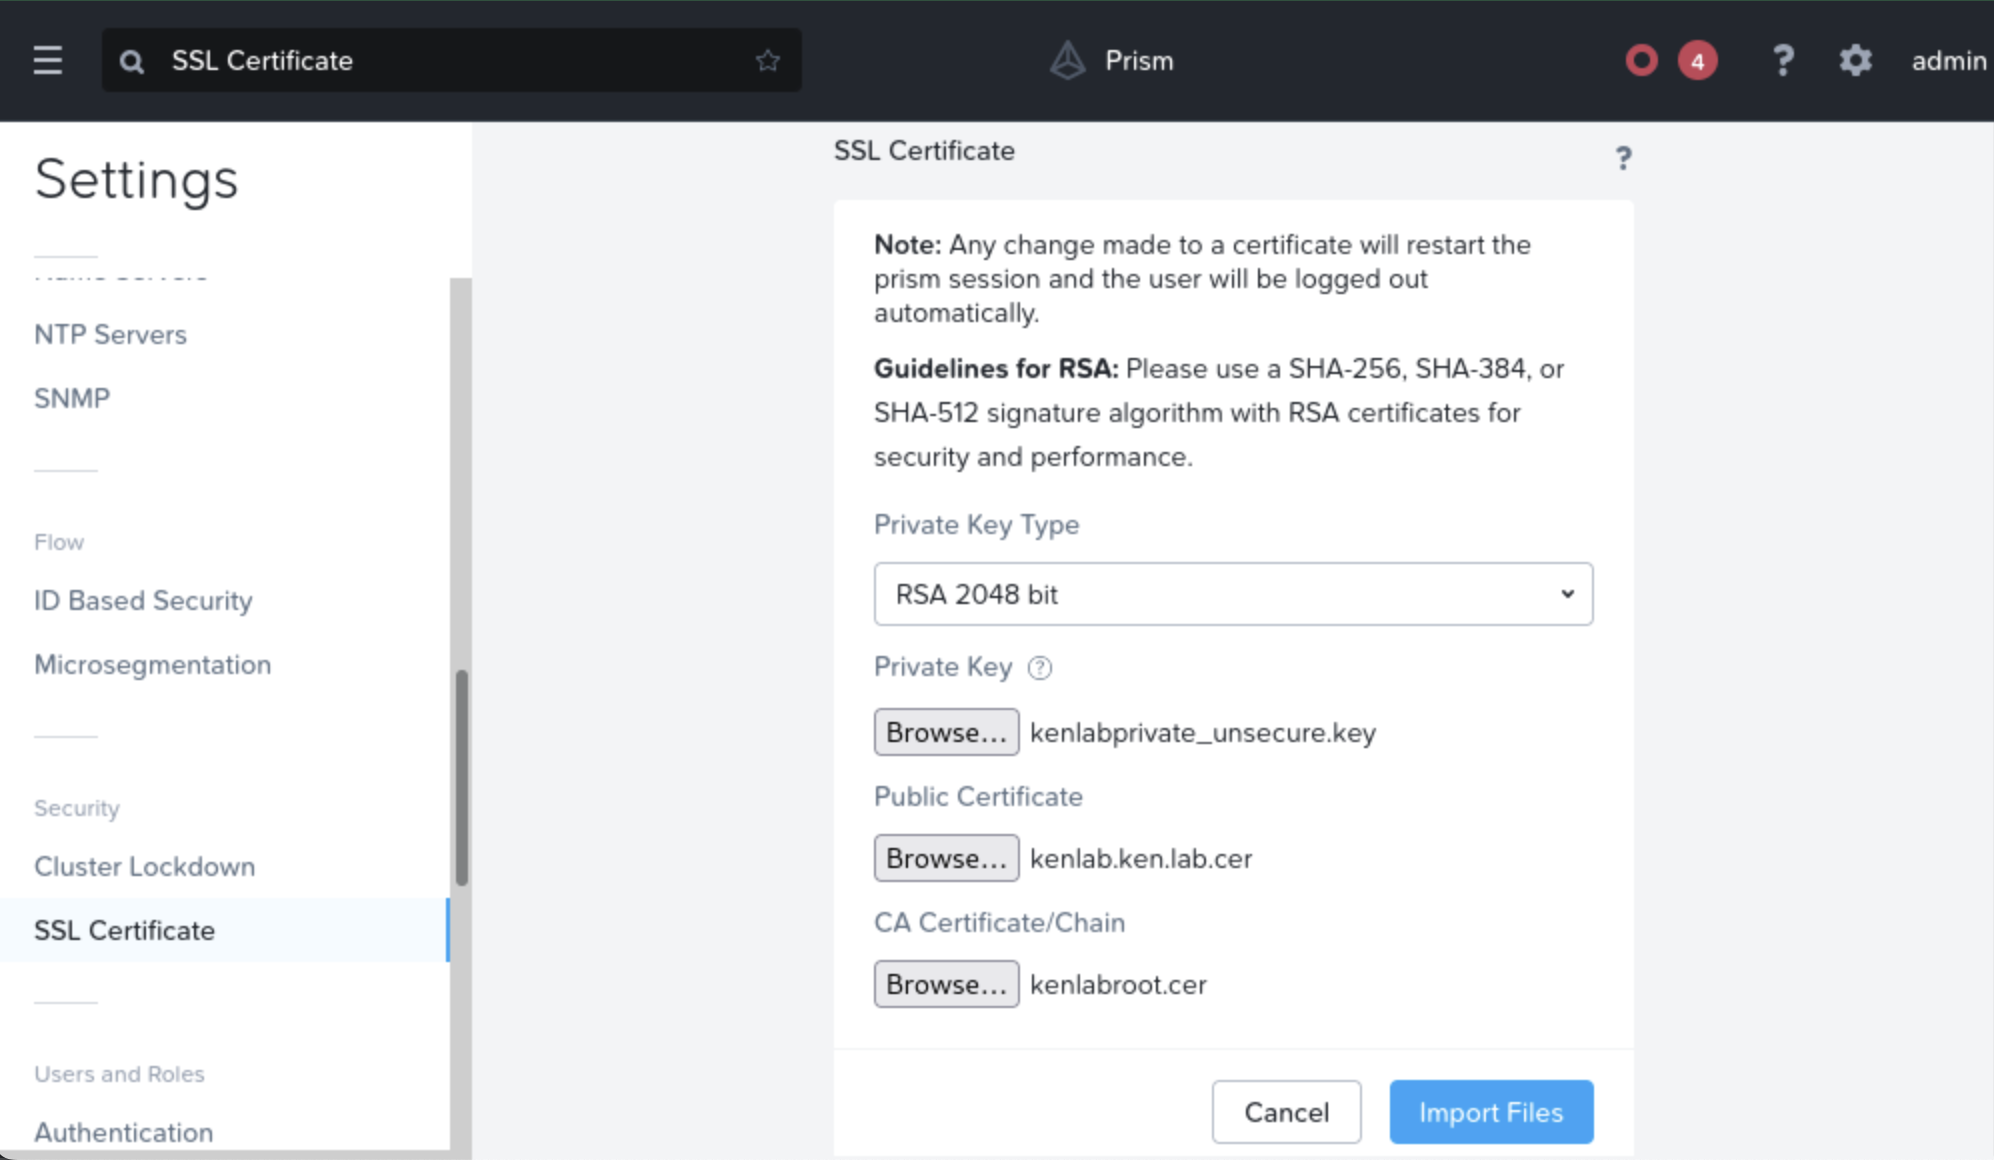 SSL Certificate
Prism
4
?
admin
Settings
NTP Servers
SNMP
Flow
ID Based Security
Microsegmentation
Security
Cluster Lockdown
SSL Certificate
Users and Roles
Authentication
SSL Certificate
?
Note: Any change made to a certificate will restart the
prism session and the user will be logged out
automatically.
Guidelines for RSA: Please use a SHA-256, SHA-384, or
SHA-512 signature algorithm with RSA certificates for
security and performance.
Private Key Type
RSA 2048 bit
Private Key ?
Browse... kenlabprivate_unsecure.key
Public Certificate
Browse... kenlab.ken.lab.cer
CA Certificate/Chain
Browse... kenlabroot.cer
Cancel
Import Files